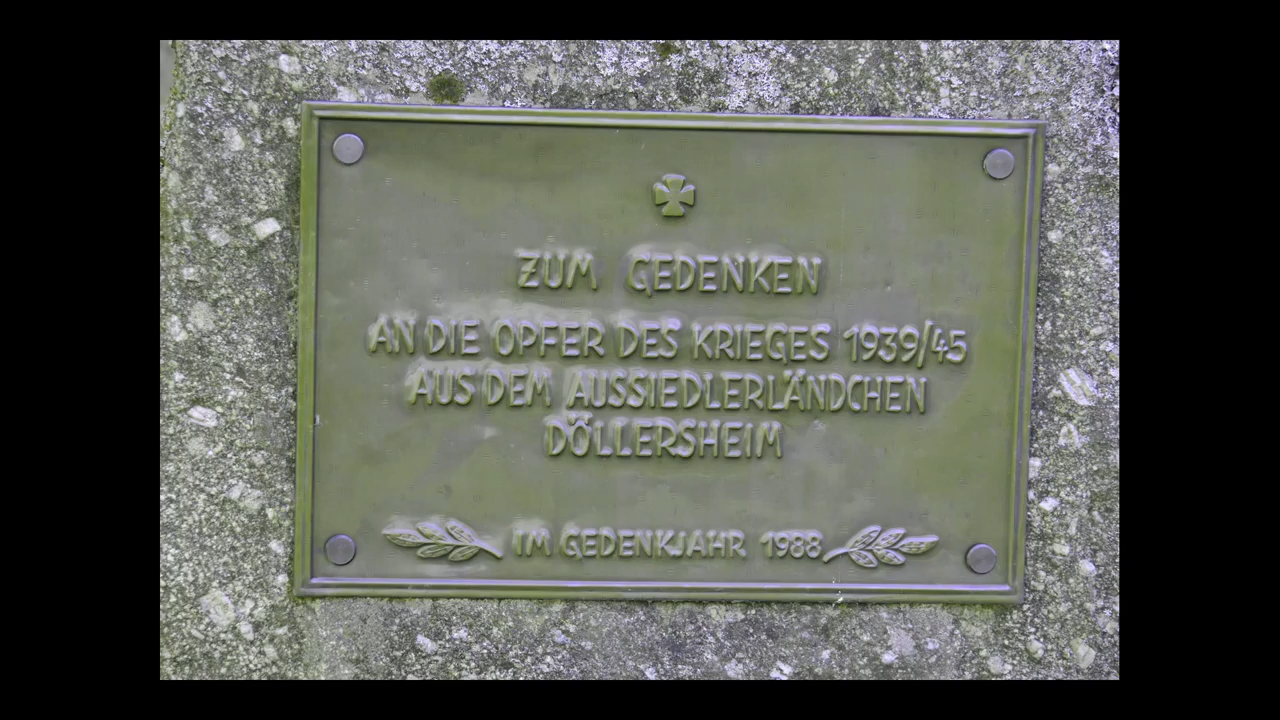 ZUM GEDENKEN
AN DIE OPFER DES KRIEGES 1939/45
AUS DEM AUSSIEDLERLÄNDCHEN
DÖLLERSHEIM
IM GEDENKJAHR 1988